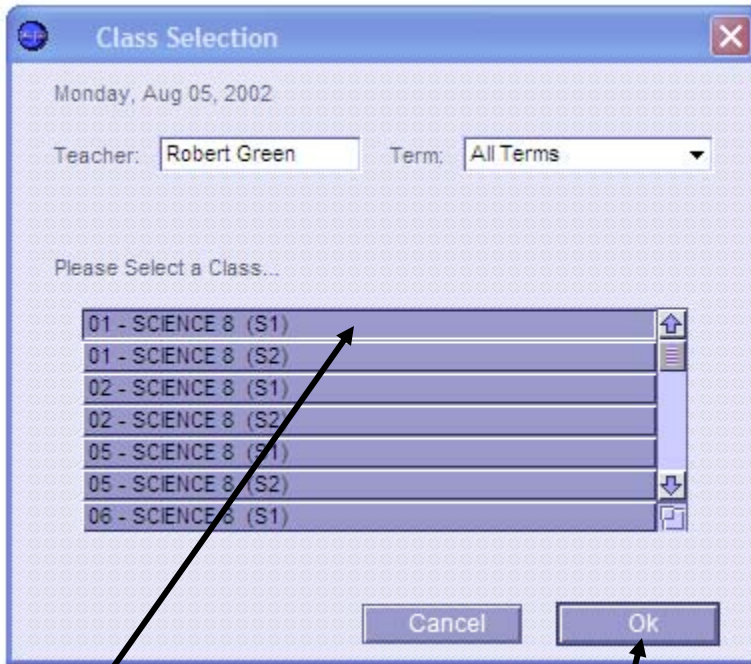 Class Selection
Monday, Aug 05, 2002
Teacher: Robert Green Term: All Terms
Please Select a Class...
01 - SCIENCE 8 (S1)
01 - SCIENCE 8 (S2)
02 - SCIENCE 8 (S1)
02 - SCIENCE 8 (S2)
05 - SCIENCE 8 (S1)
05 - SCIENCE 8 (S2)
06 - SCIENCE 8 (S1)
Cancel Ok